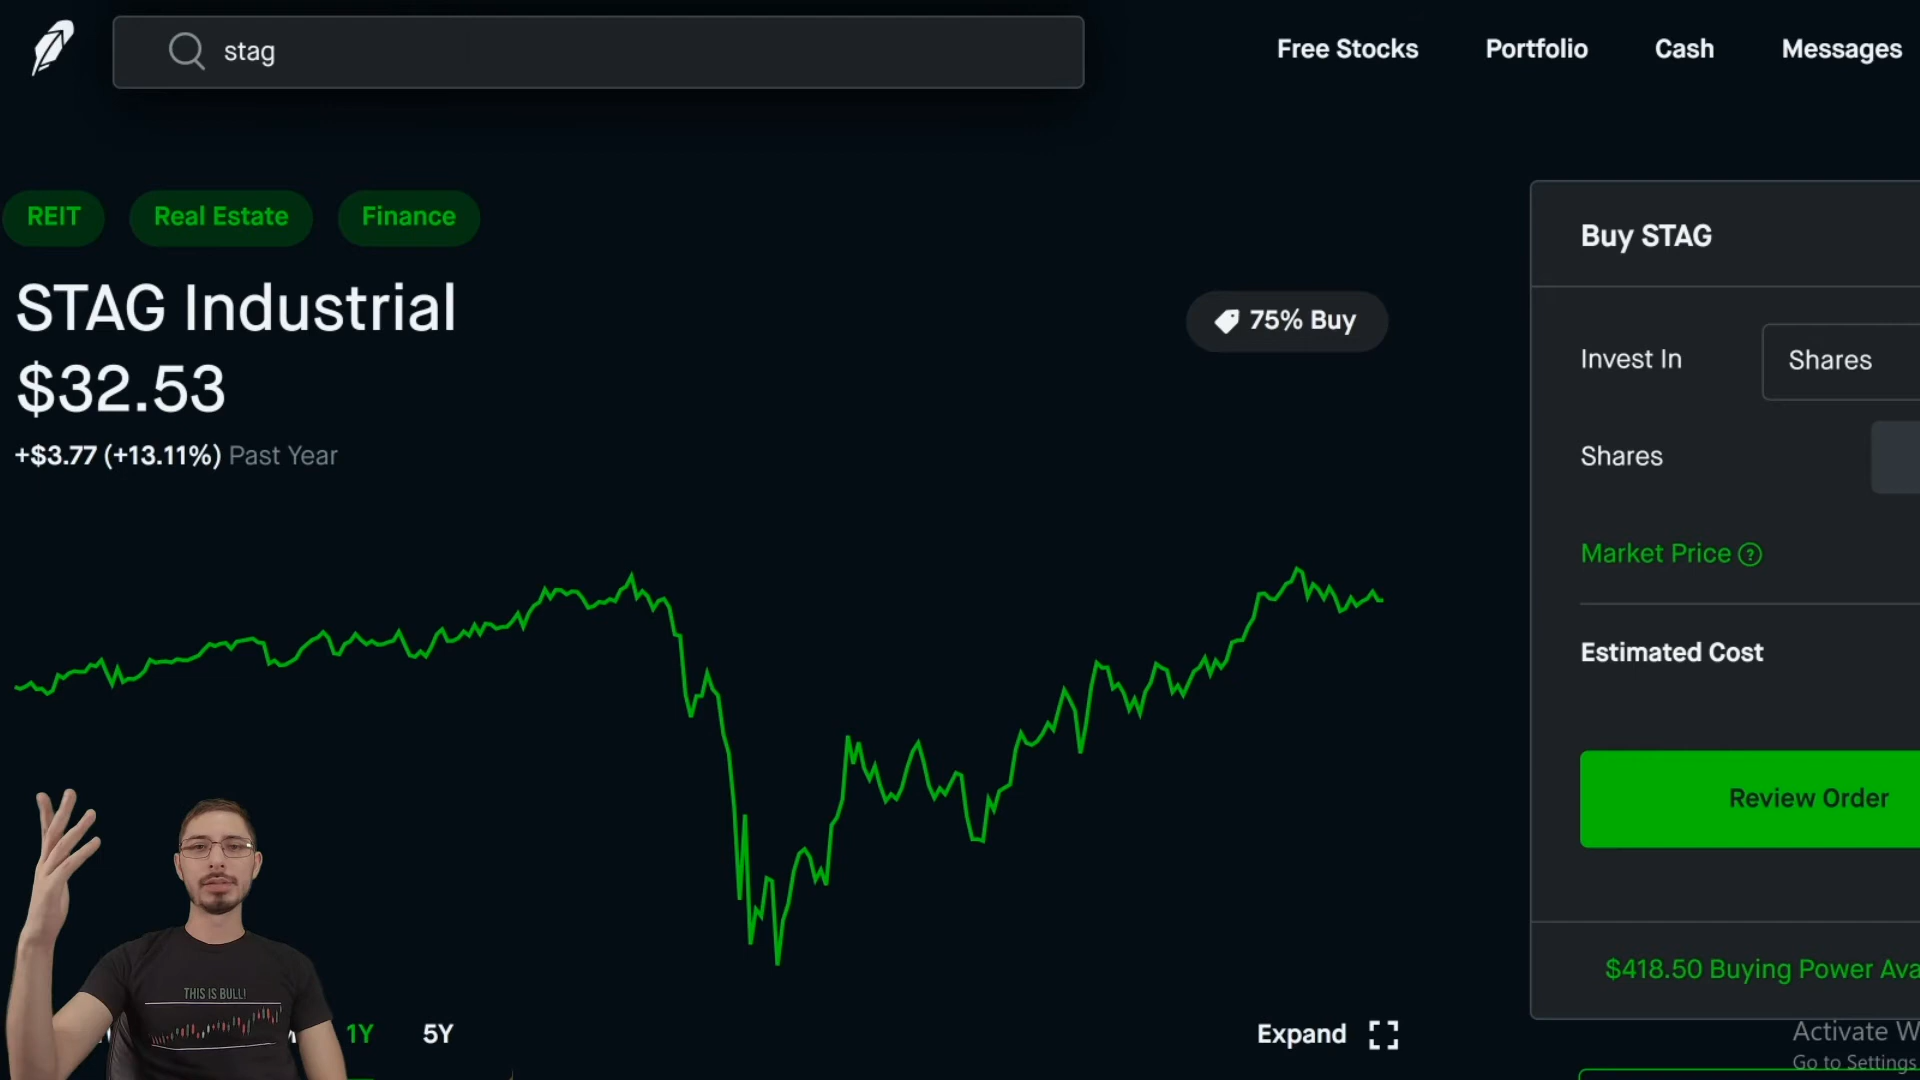 stag
Free Stocks
Portfolio
Cash
Messages
REIT
Real Estate
Finance
STAG Industrial
$32.53
+$3.77 (+13.11%) Past Year
75% Buy
Buy STAG
Invest In
Shares
Shares
Market Price
Estimated Cost
Review Order
$418.50 Buying Power Ava
THIS IS BULL!
1Y
5Y
Expand
Activate W
Go to Settings